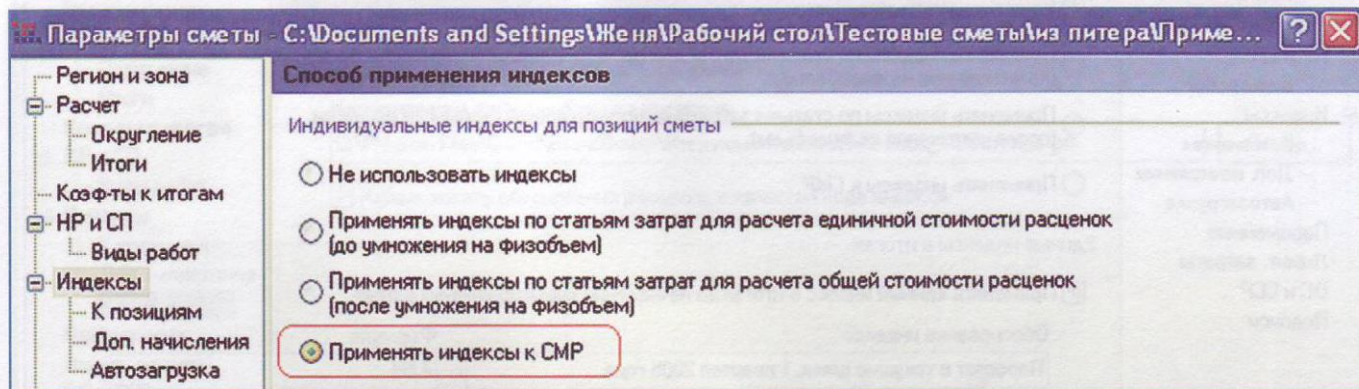 Параметры сметы - C:\Documents and Settings\Женя\Рабочий стол\Тестовые сметы\из питера\Приме...
Регион и зона
Расчет
Округление
Итоги
Коэф-ты к итогам
НР и СП
Виды работ
Индексы
К позициям
Доп. начисления
Автозагрузка
Способ применения индексов
Индивидуальные индексы для позиций сметы
Не использовать индексы
Применять индексы по статьям затрат для расчета единичной стоимости расценок
(до умножения на физобъем)
Применять индексы по статьям затрат для расчета общей стоимости расценок
(после умножения на физобъем)
Применять индексы к СМР